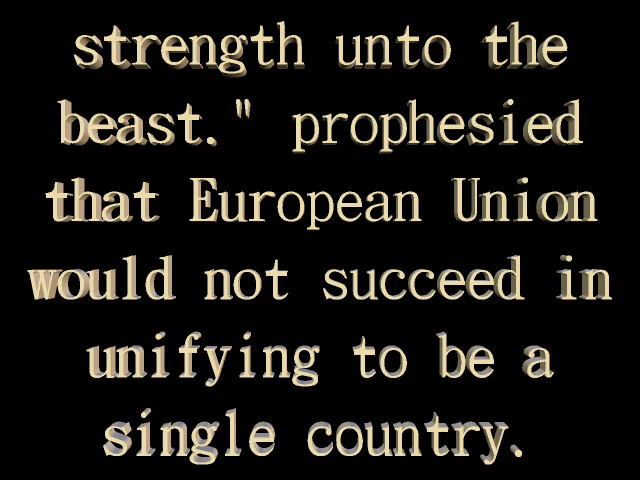 strength unto the
beast." prophesied
that European Union
would not succeed in
unifying to be a
single country.